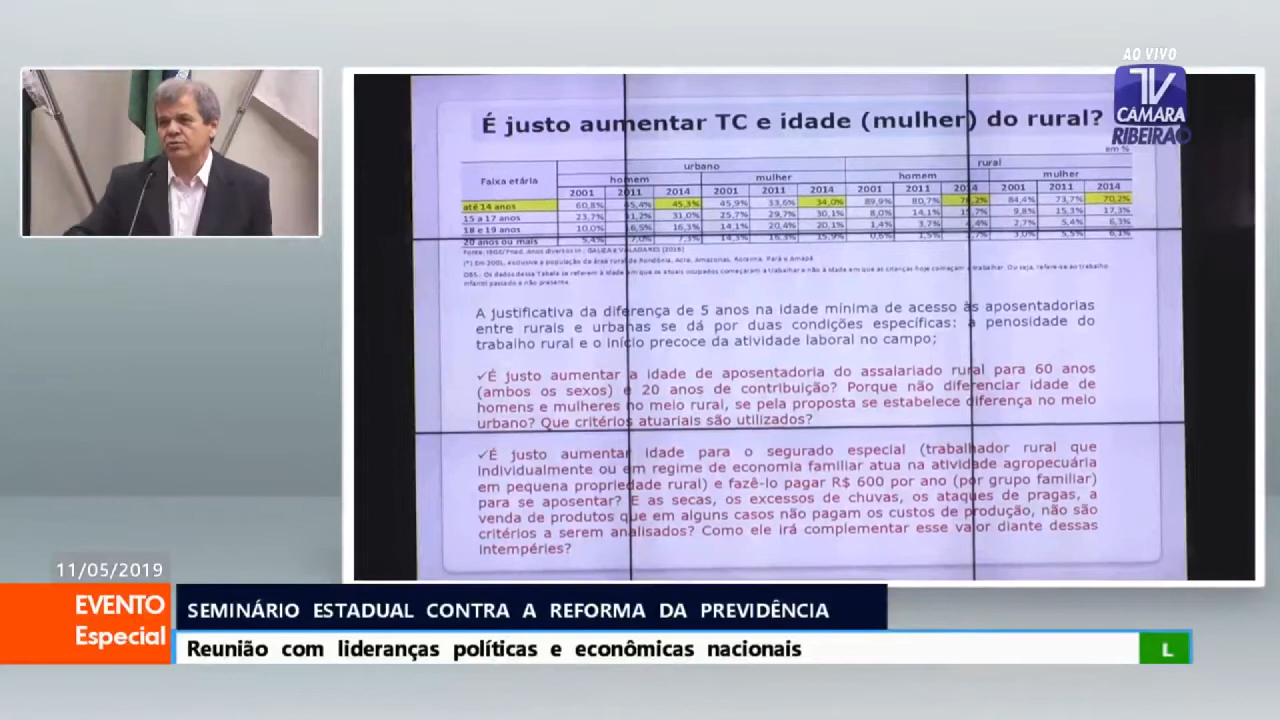 AO VIVO
TV
CÂMARA
RIBEIRÃO
É justo aumentar TC e idade (mulher) do rural?
em %
Faixa etária urbano rural
homem mulher homem mulher
2001 2011 2014 2001 2011 2014 2001 2011 2014 2001 2011 2014
até 14 anos 60,8% 45,3% 45,9% 33,6% 34,0% 89,9% 80,7% 84,4% 73,7% 70,2%
15 a 17 anos 23,7% 31,0% 25,7% 29,7% 30,1% 8,0% 14,1% 9,8% 15,3% 17,3%
18 e 19 anos 10,0% 16,3% 14,1% 20,4% 20,1% 1,4% 3,7% 2,7% 5,4% 6,3%
20 anos ou mais
A justificativa da diferença de 5 anos na idade mínima de acesso às aposentadorias
entre rurais e urbanas se dá por duas condições específicas: a penosidade do
trabalho rural e o início precoce da atividade laboral no campo;
✓É justo aumentar a idade de aposentadoria do assalariado rural para 60 anos
(ambos os sexos) e 20 anos de contribuição? Porque não diferenciar idade de
homens e mulheres no meio rural, se pela proposta se estabelece diferença no meio
urbano? Que critérios atuariais são utilizados?
✓É justo aumentar idade para o segurado especial (trabalhador rural que
individualmente ou em regime de economia familiar atua na atividade agropecuária
em pequena propriedade rural) e fazê-lo pagar R$ 600 por ano (por grupo familiar)
para se aposentar? E as secas, os excessos de chuvas, os ataques de pragas, a
venda de produtos que em alguns casos não pagam os custos de produção, não são
critérios a serem analisados? Como ele irá complementar esse valor diante dessas
intempéries?
11/05/2019
EVENTO
Especial
SEMINÁRIO ESTADUAL CONTRA A REFORMA DA PREVIDÊNCIA
Reunião com lideranças políticas e econômicas nacionais
L